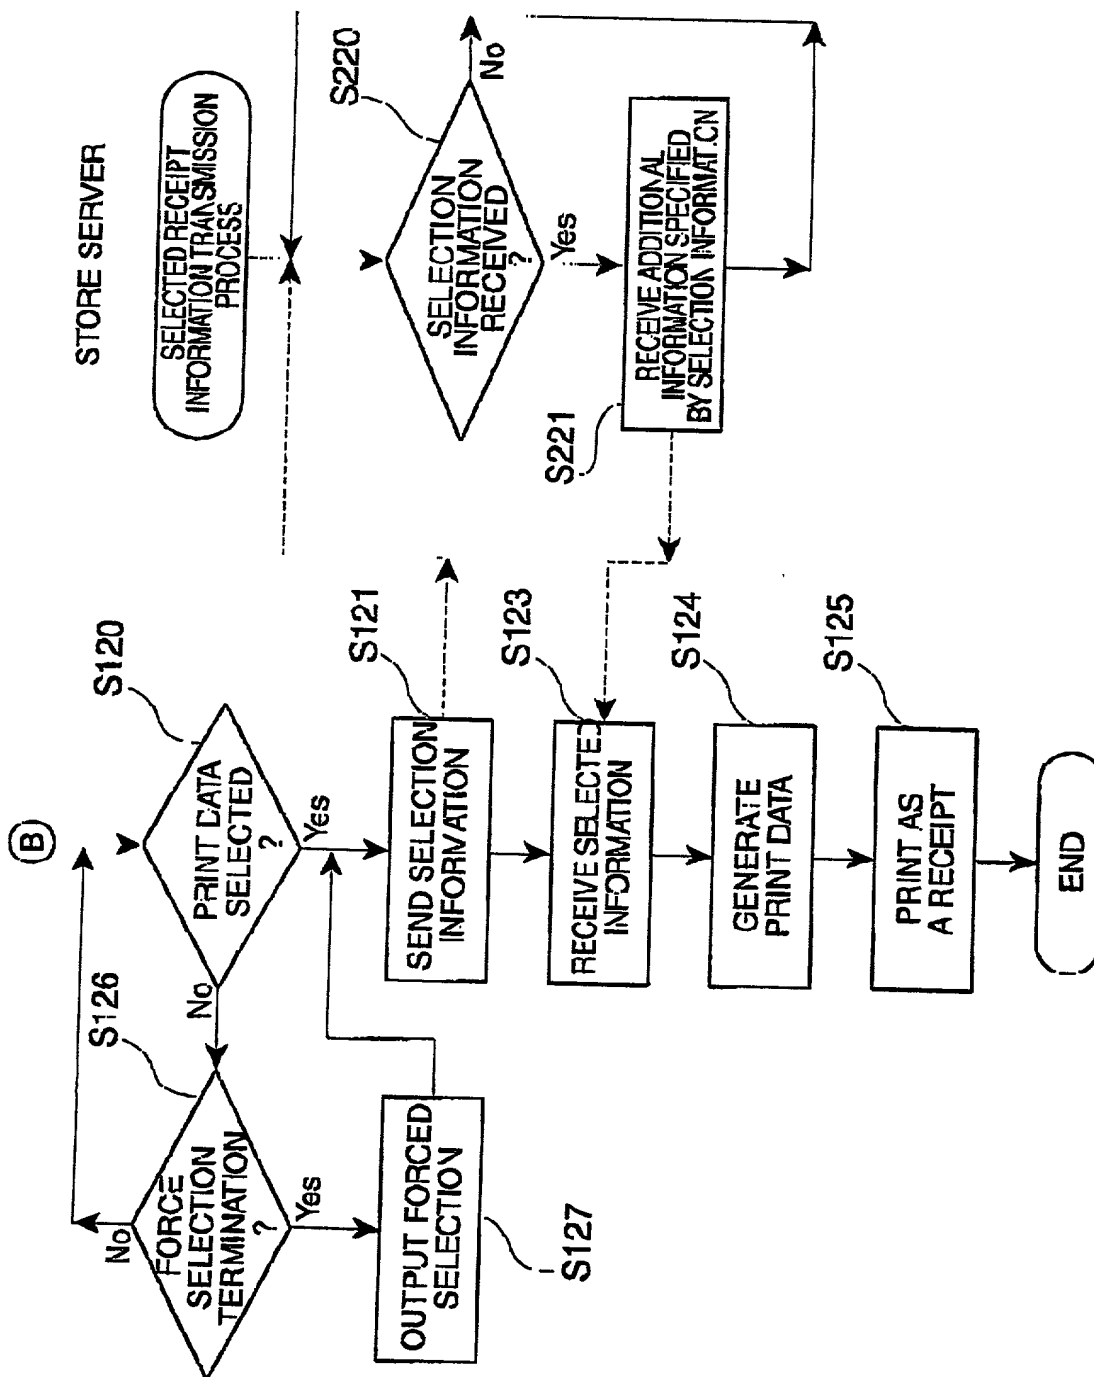 B
PRINT DATA
SELECTED
?
S120
No
Yes
FORCE
SELECTION
TERMINATION
?
S126
No
Yes
OUTPUT FORCED
SELECTION
S127
SEND SELECTION
INFORMATION
S121
RECEIVE SELECTED
INFORMATION
S123
GENERATE
PRINT DATA
S124
PRINT AS
A RECEIPT
S125
END
STORE SERVER
SELECTED RECEIPT
INFORMATION TRANSMISSION
PROCESS
SELECTION
INFORMATION
RECEIVED
?
S220
No
Yes
RECEIVE ADDITIONAL
INFORMATION SPECIFIED
BY SELECTION INFORMAT.CN
S221